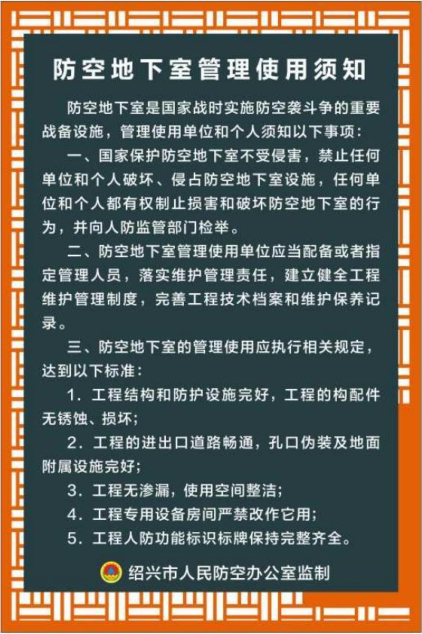 防空地下室管理使用须知
防空地下室是国家战时实施防空袭斗争的重要
战备设施，管理使用单位和个人须知以下事项：
一、国家保护防空地下室不受侵害，禁止任何
单位和个人破坏、侵占防空地下室设施，任何单
位和个人都有权制止损害和破坏防空地下室的行
为，并向人防监管部门检举。
二、防空地下室管理使用单位应当配备或者指
定管理人员，落实维护管理责任，建立健全工程
维护管理制度，完善工程技术档案和维护保养记
录。
三、防空地下室的管理使用应执行相关规定，
达到以下标准：
1．工程结构和防护设施完好，工程的构配件
无锈蚀、损坏；
2．工程的进出口道路畅通，孔口伪装及地面
附属设施完好；
3．工程无渗漏，使用空间整洁；
4．工程专用设备房间严禁改作它用；
5．工程人防功能标识标牌保持完整齐全。
绍兴市人民防空办公室监制